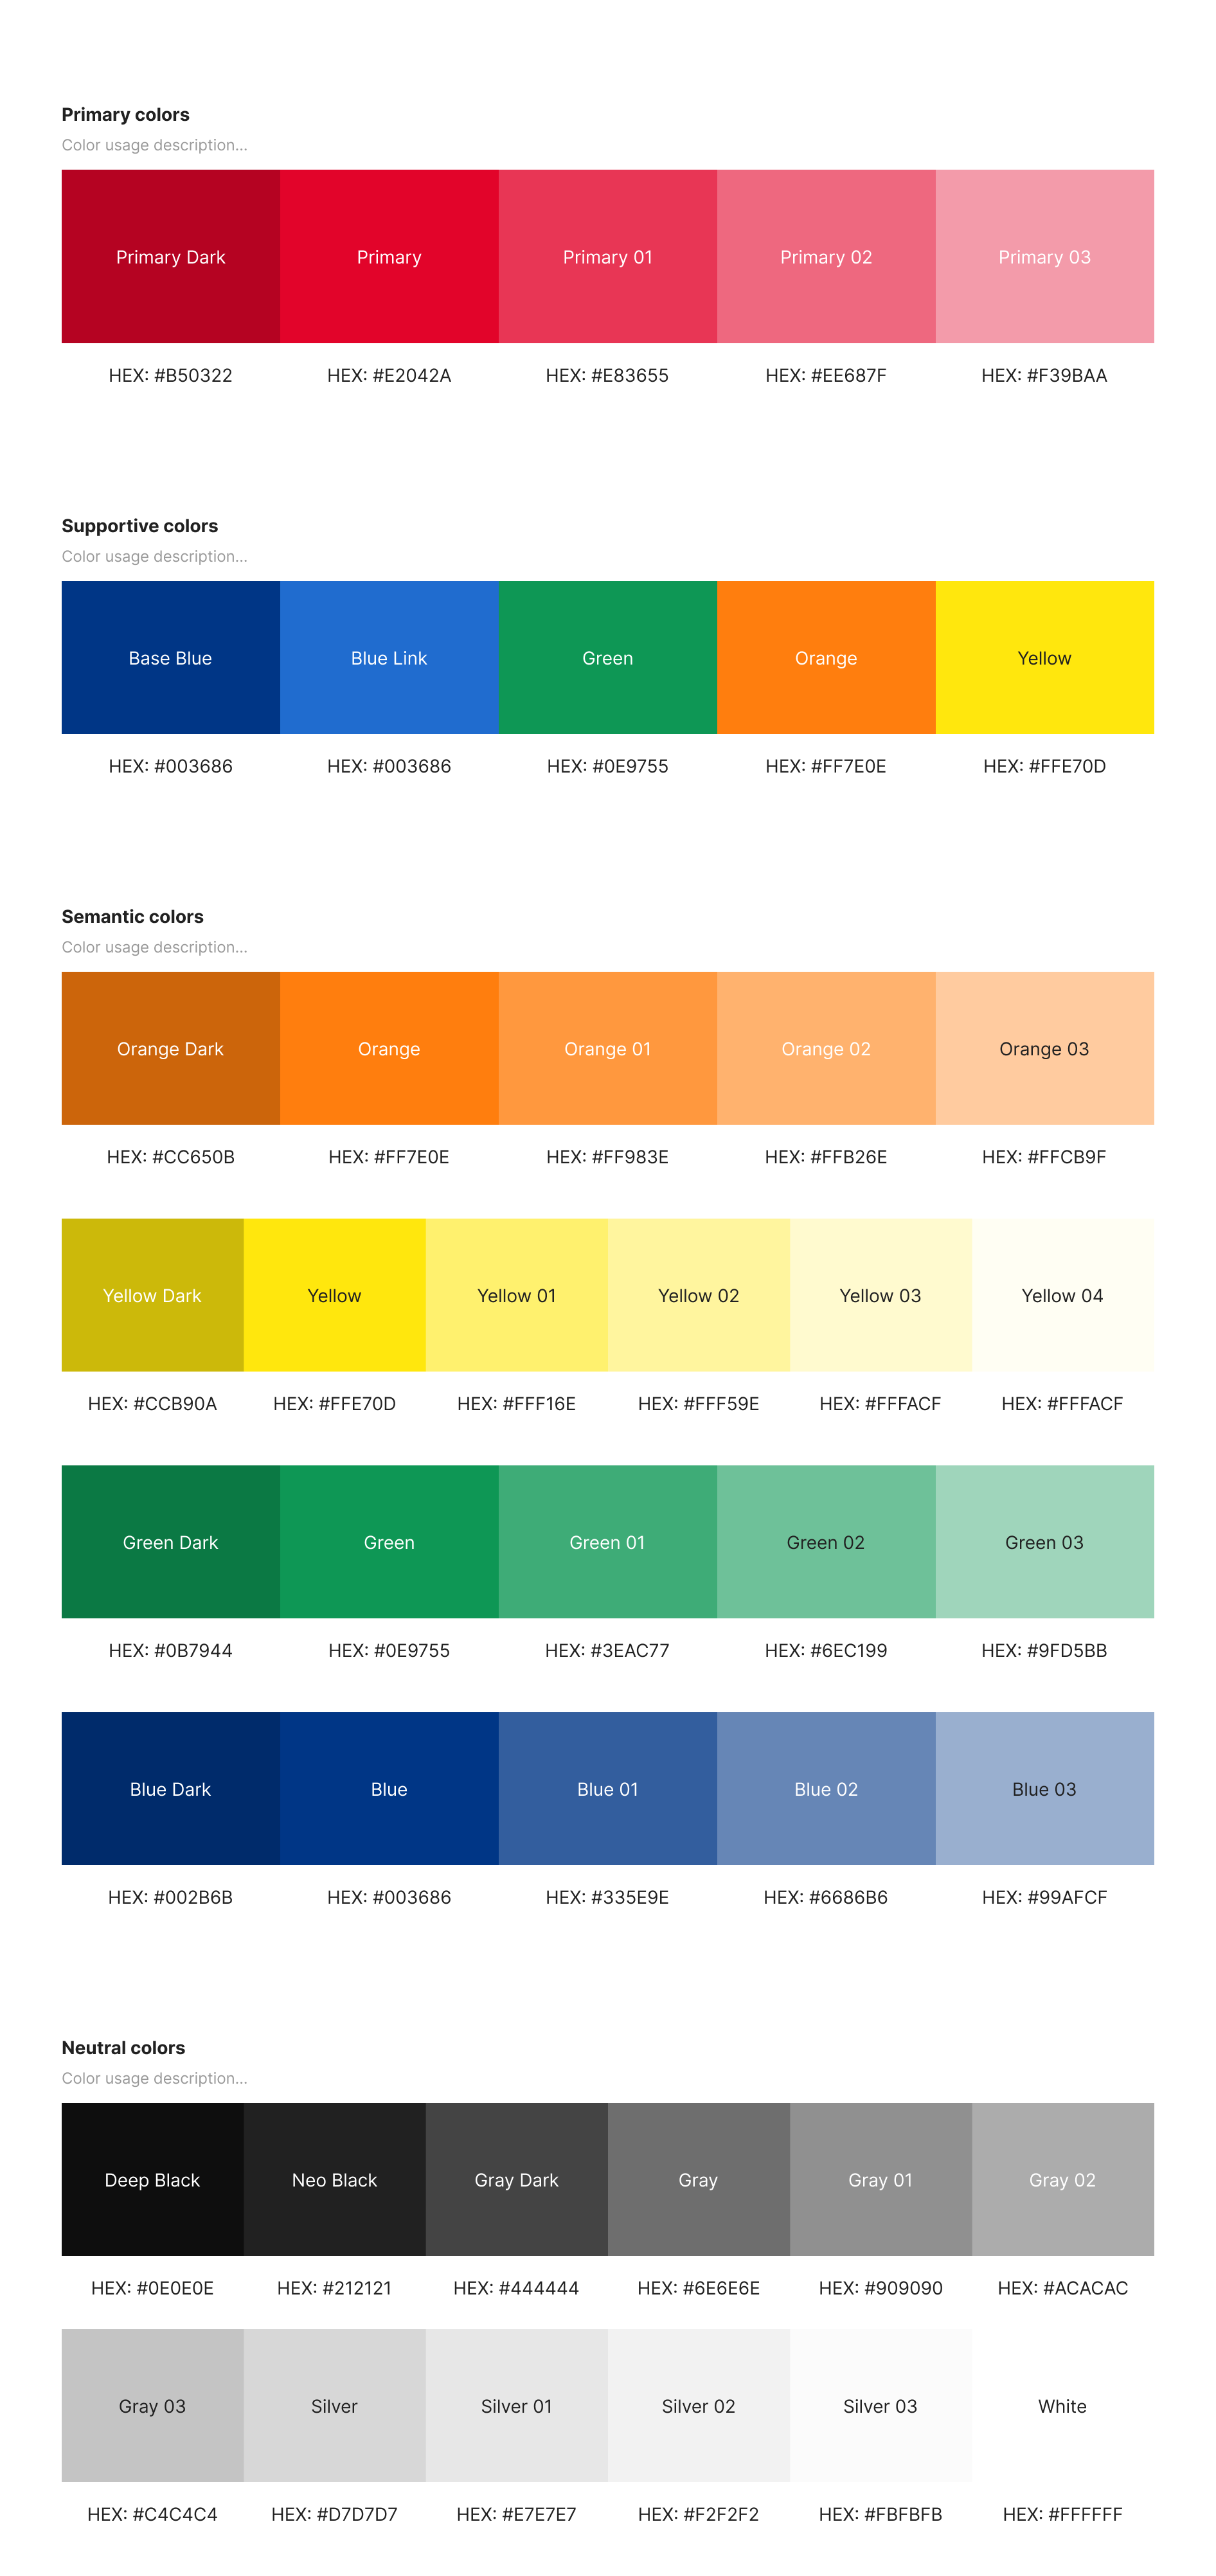 Primary colors
Color usage description...
Primary Dark Primary Primary 01 Primary 02 Primary 03
HEX: #B50322 HEX: #E2042A HEX: #E83655 HEX: #EE687F HEX: #F39BAA
Supportive colors
Color usage description...
Base Blue Blue Link Green Orange Yellow
HEX: #003686 HEX: #003686 HEX: #0E9755 HEX: #FF7E0E HEX: #FFE70D
Semantic colors
Color usage description...
Orange Dark Orange Orange 01 Orange 02 Orange 03
HEX: #CC650B HEX: #FF7E0E HEX: #FF983E HEX: #FFB26E HEX: #FFCB9F
Yellow Dark Yellow Yellow 01 Yellow 02 Yellow 03 Yellow 04
HEX: #CCB90A HEX: #FFE70D HEX: #FFF16E HEX: #FFF59E HEX: #FFFACF HEX: #FFFACF
Green Dark Green Green 01 Green 02 Green 03
HEX: #0B7944 HEX: #0E9755 HEX: #3EAC77 HEX: #6EC199 HEX: #9FD5BB
Blue Dark Blue Blue 01 Blue 02 Blue 03
HEX: #002B6B HEX: #003686 HEX: #335E9E HEX: #6686B6 HEX: #99AFCF
Neutral colors
Color usage description...
Deep Black Neo Black Gray Dark Gray Gray 01 Gray 02
HEX: #0E0E0E HEX: #212121 HEX: #444444 HEX: #6E6E6E HEX: #909090 HEX: #ACACAC
Gray 03 Silver Silver 01 Silver 02 Silver 03 White
HEX: #C4C4C4 HEX: #D7D7D7 HEX: #E7E7E7 HEX: #F2F2F2 HEX: #FBFBFB HEX: #FFFFFF